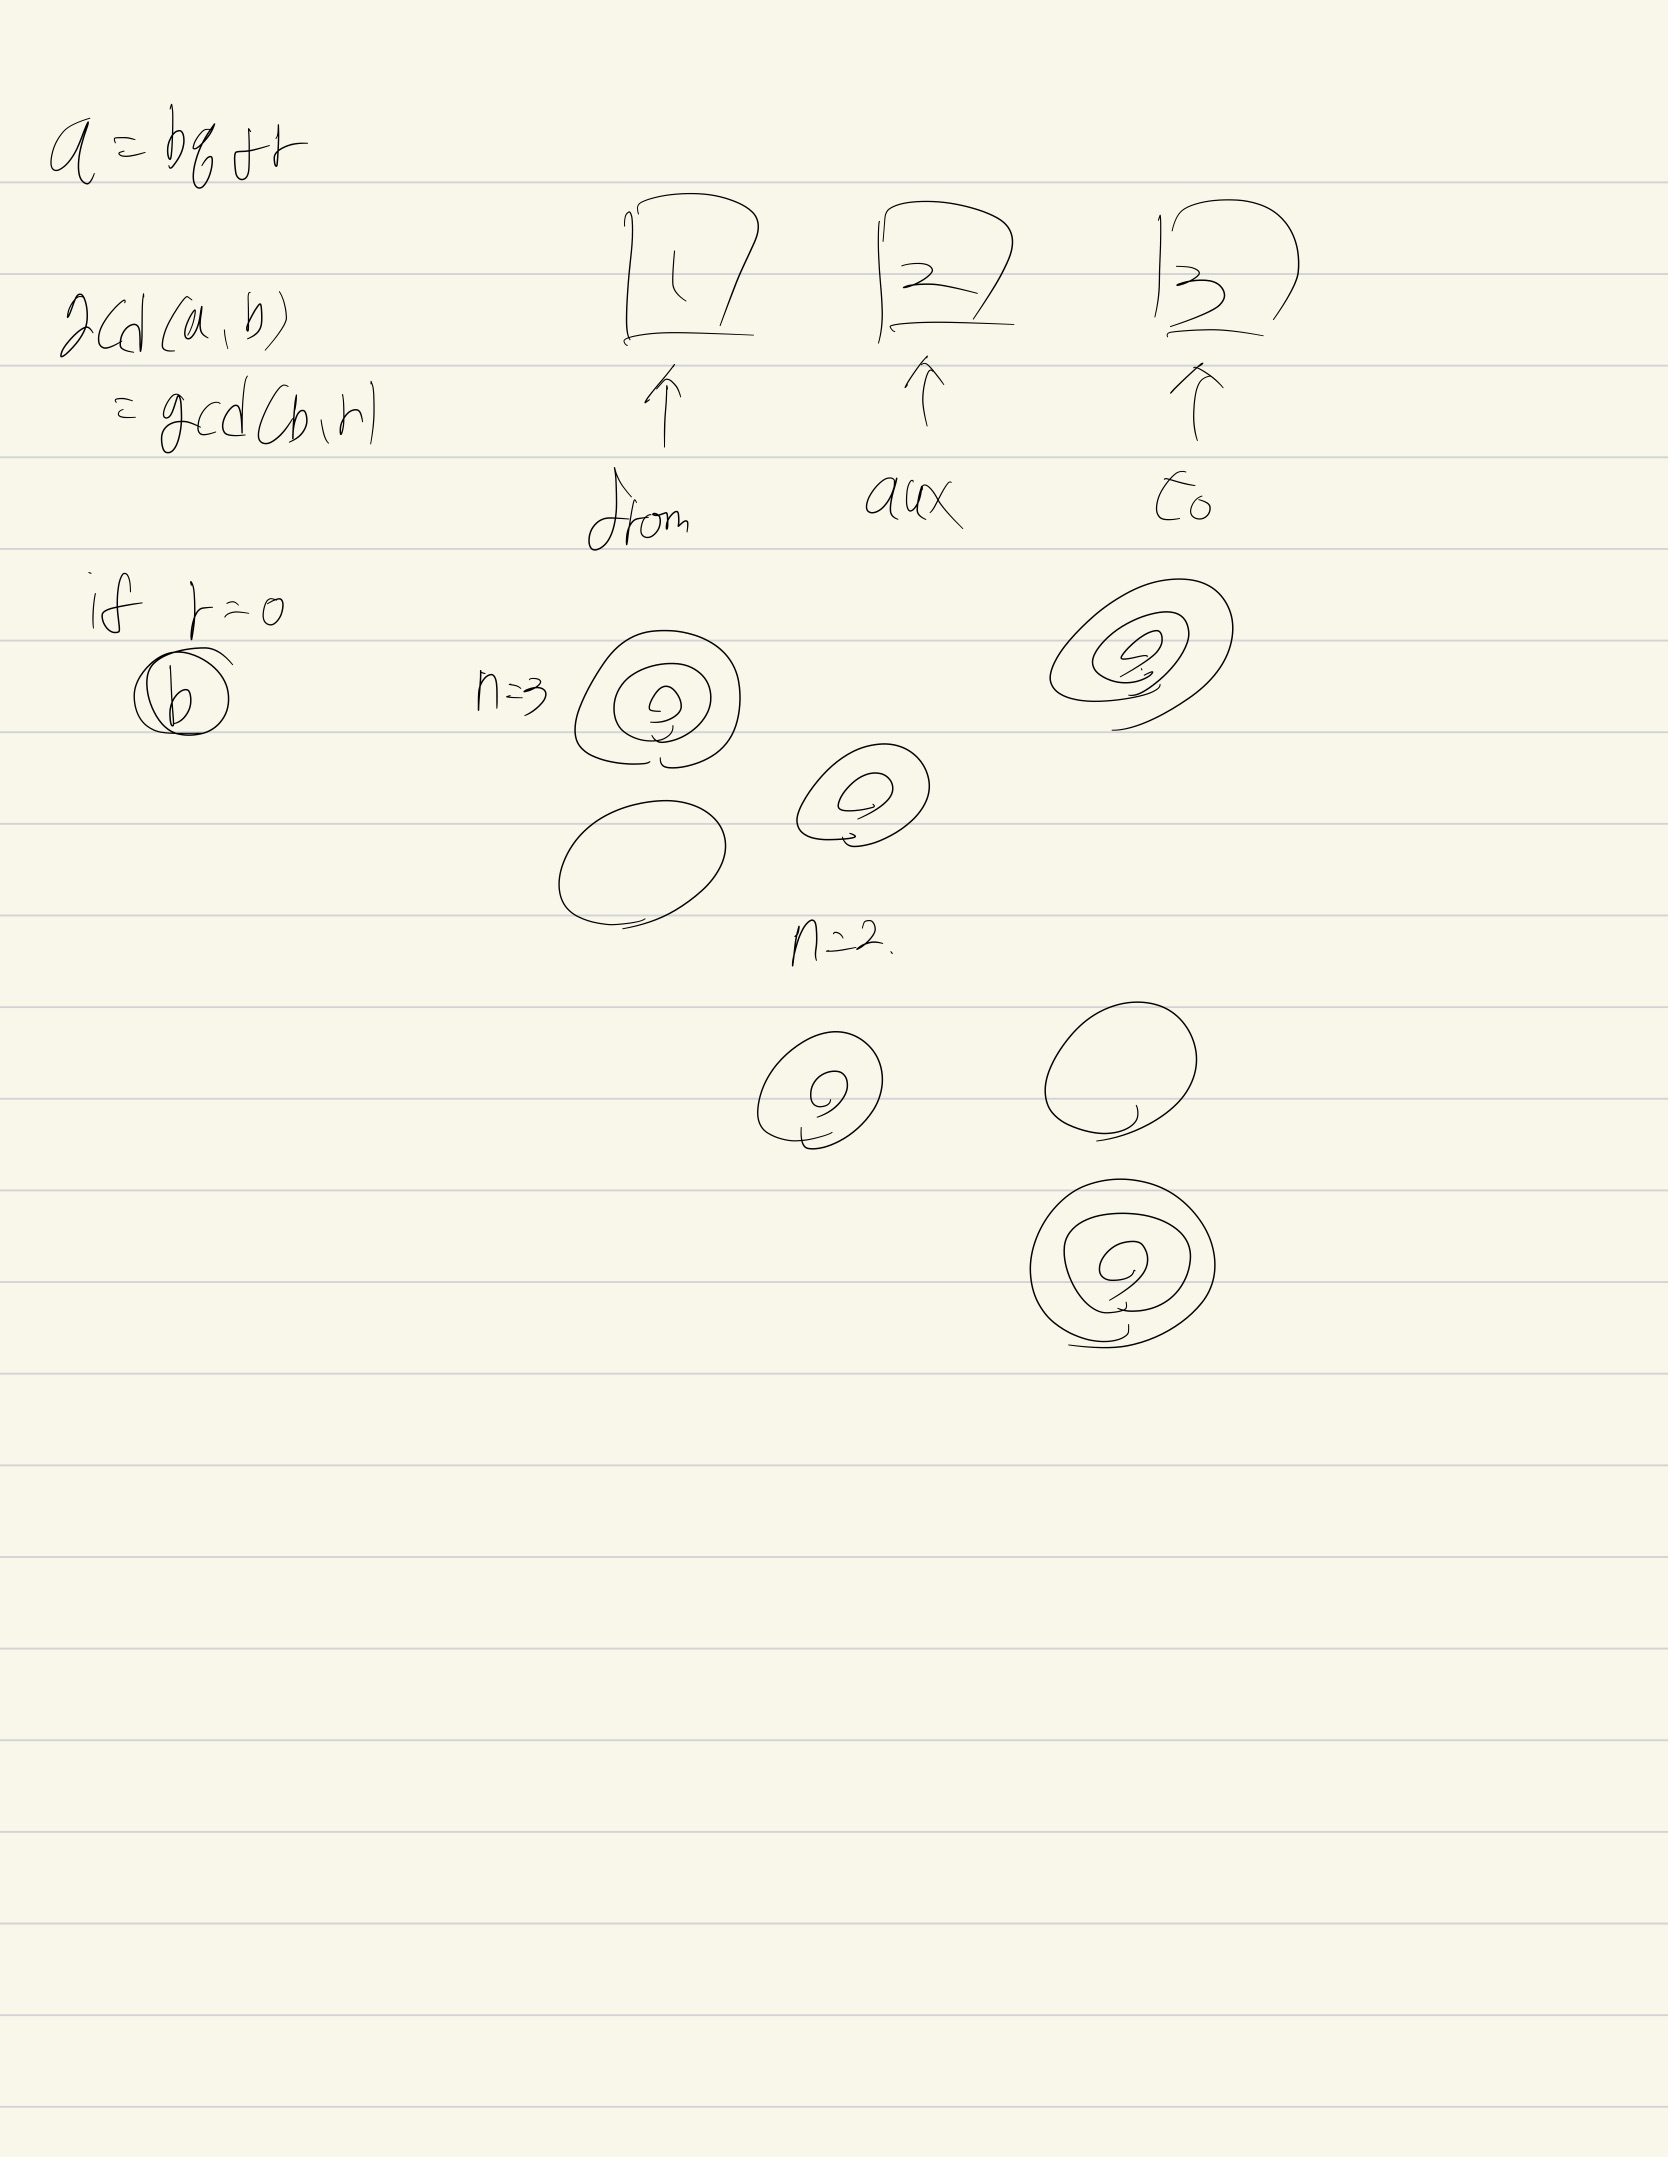 a = bq + r
gcd(a, b)
= gcd(b, r)
if r = 0
b
1 2 3
from aux to
n=3
n=2.